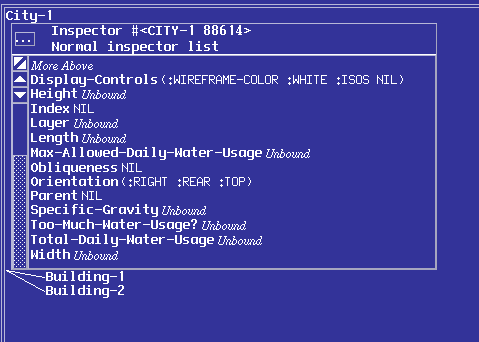 City-1
Inspector #<CITY-1 88614>
... Normal inspector list
More Above
Display-Controls (:WIREFRAME-COLOR :WHITE :ISOS NIL)
Height Unbound
Index NIL
Layer Unbound
Length Unbound
Max-Allowed-Daily-Water-Usage Unbound
Obliqueness NIL
Orientation (:RIGHT :REAR :TOP)
Parent NIL
Specific-Gravity Unbound
Too-Much-Water-Usage? Unbound
Total-Daily-Water-Usage Unbound
Width Unbound
Building-1
Building-2